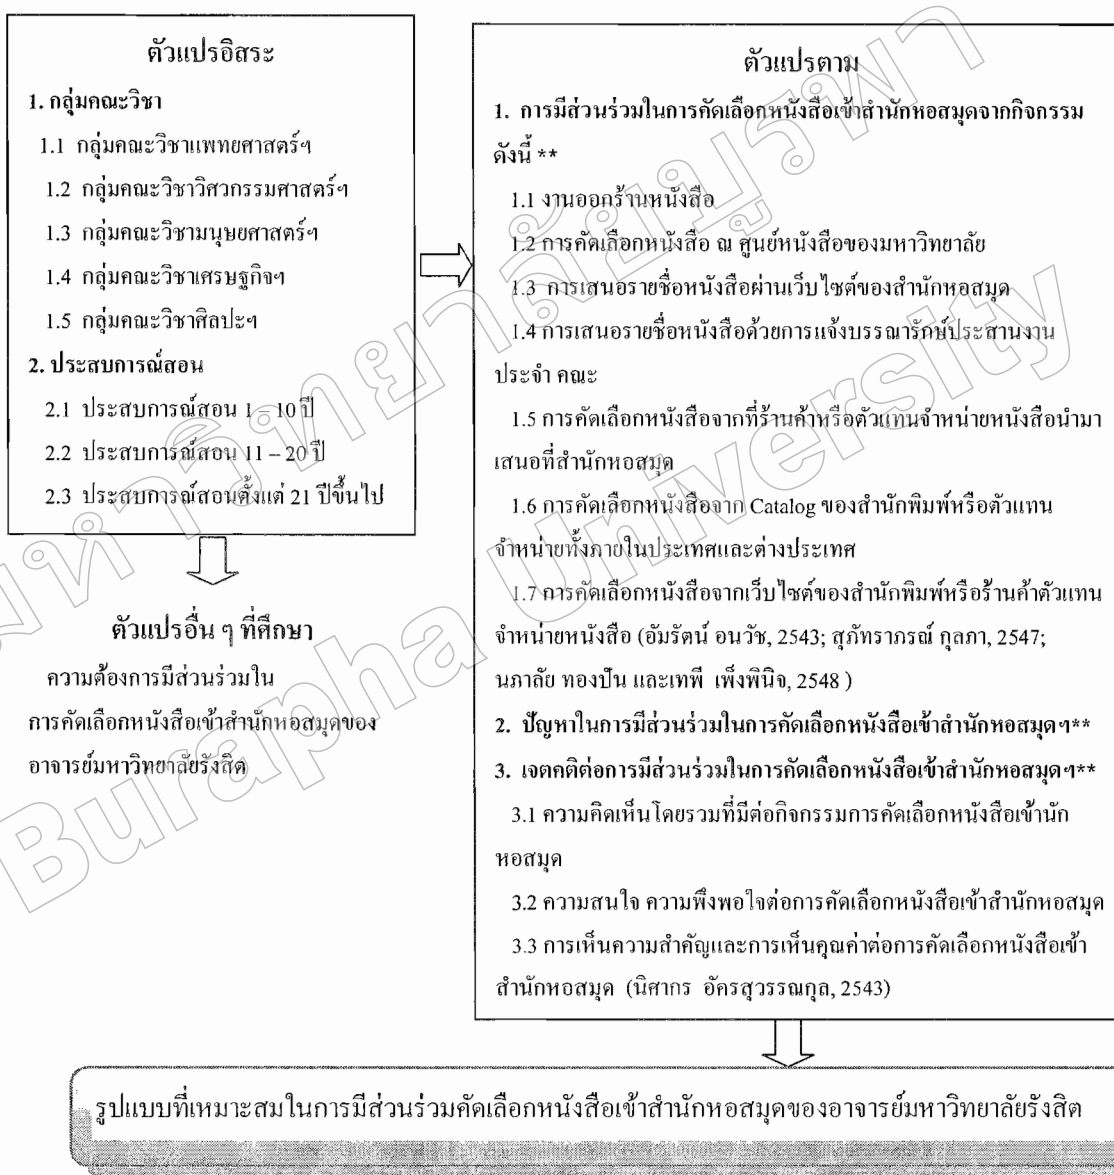 ตัวแปรอิสระ
1. กลุ่มคณะวิชา
1.1 กลุ่มคณะวิชาแพทยศาสตร์ฯ
1.2 กลุ่มคณะวิชาวิศวกรรมศาสตร์ฯ
1.3 กลุ่มคณะวิชามนุษยศาสตร์ฯ
1.4 กลุ่มคณะวิชาเศรษฐกิจฯ
1.5 กลุ่มคณะวิชาศิลปะฯ
2. ประสบการณ์สอน
2.1 ประสบการณ์สอน 1 – 10 ปี
2.2 ประสบการณ์สอน 11 – 20 ปี
2.3 ประสบการณ์สอนตั้งแต่ 21 ปีขึ้นไป
ตัวแปรอื่น ๆ ที่ศึกษา
ความต้องการมีส่วนร่วมใน
การคัดเลือกหนังสือเข้าสำนักหอสมุดของ
อาจารย์มหาวิทยาลัยรังสิต
ตัวแปรตาม
1. การมีส่วนร่วมในการคัดเลือกหนังสือเข้าสำนักหอสมุดจากกิจกรรม
ดังนี้ **
1.1 งานออกร้านหนังสือ
1.2 การคัดเลือกหนังสือ ณ ศูนย์หนังสือของมหาวิทยาลัย
1.3 การเสนอรายชื่อหนังสือผ่านเว็บไซต์ของสำนักหอสมุด
1.4 การเสนอรายชื่อหนังสือด้วยการแจ้งบรรณารักษ์ประสานงาน
ประจำ คณะ
1.5 การคัดเลือกหนังสือจากที่ร้านค้าหรือตัวแทนจำหน่ายหนังสือนำมา
เสนอที่สำนักหอสมุด
1.6 การคัดเลือกหนังสือจาก Catalog ของสำนักพิมพ์หรือตัวแทน
จำหน่ายทั้งภายในประเทศและต่างประเทศ
1.7 การคัดเลือกหนังสือจากเว็บไซต์ของสำนักพิมพ์หรือร้านค้าตัวแทน
จำหน่ายหนังสือ (อัมรัตน์ อนวัช, 2543; สุภัทราภรณ์ กุลภา, 2547;
นภาลัย ทองปัน และเทพี เพ็งพินิจ, 2548 )
2. ปัญหาในการมีส่วนร่วมในการคัดเลือกหนังสือเข้าสำนักหอสมุดฯ**
3. เจตคติต่อการมีส่วนร่วมในการคัดเลือกหนังสือเข้าสำนักหอสมุดฯ**
3.1 ความคิดเห็นโดยรวมที่มีต่อกิจกรรมการคัดเลือกหนังสือเข้านัก
หอสมุด
3.2 ความสนใจ ความพึงพอใจต่อการคัดเลือกหนังสือเข้าสำนักหอสมุด
3.3 การเห็นความสำคัญและการเห็นคุณค่าต่อการคัดเลือกหนังสือเข้า
สำนักหอสมุด (นิศากร อัครสุวรรณกุล, 2543)
รูปแบบที่เหมาะสมในการมีส่วนร่วมคัดเลือกหนังสือเข้าสำนักหอสมุดของอาจารย์มหาวิทยาลัยรังสิต
มหาวิทยาลัยบูรพา
Burapha University